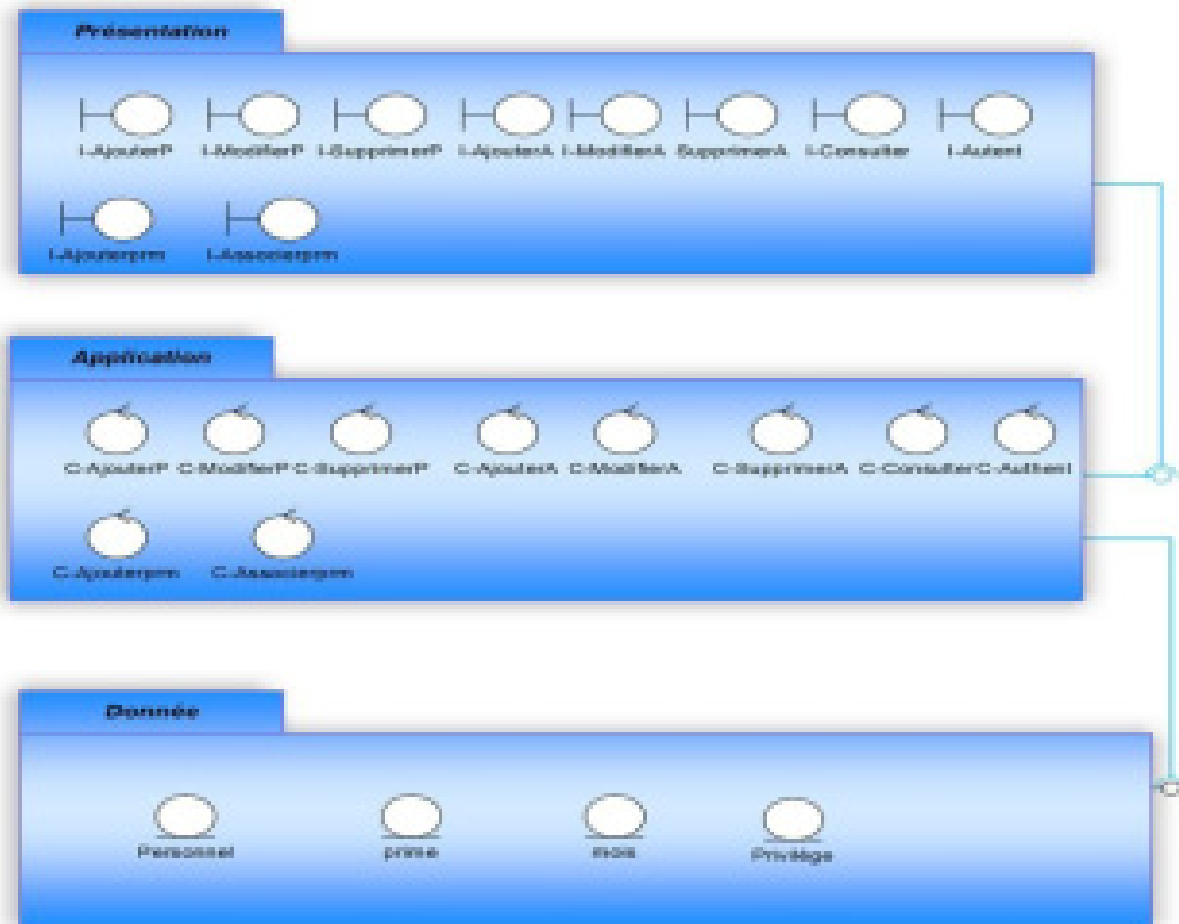 Présentation
I-AjouterP I-ModifierP I-SupprimerP I-AjouterA I-ModifierA SupprimerA I-Consulter I-Autent
I-Ajouterprm I-Associerprm
Application
C-AjouterP C-ModifierP C-SupprimerP C-AjouterA C-ModifierA C-SupprimerA C-Consulter C-Authent
C-Ajouterprm C-Associerprm
Donnée
Personnel prime mois Privilège